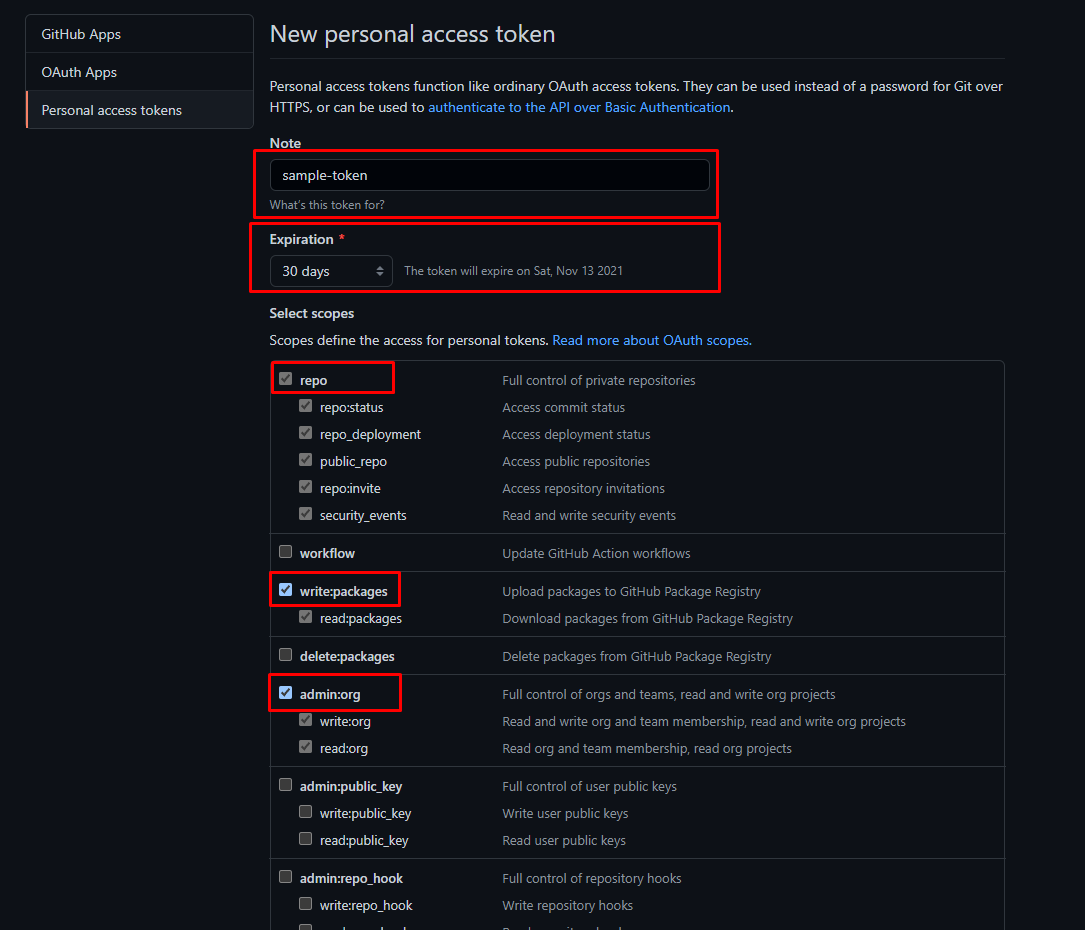 GitHub Apps
OAuth Apps
Personal access tokens
New personal access token
Personal access tokens function like ordinary OAuth access tokens. They can be used instead of a password for Git over
HTTPS, or can be used to authenticate to the API over Basic Authentication.
Note
sample-token
What's this token for?
Expiration *
30 days The token will expire on Sat, Nov 13 2021
Select scopes
Scopes define the access for personal tokens. Read more about OAuth scopes.
repo Full control of private repositories
repo:status Access commit status
repo_deployment Access deployment status
public_repo Access public repositories
repo:invite Access repository invitations
security_events Read and write security events
workflow Update GitHub Action workflows
write:packages Upload packages to GitHub Package Registry
read:packages Download packages from GitHub Package Registry
delete:packages Delete packages from GitHub Package Registry
admin:org Full control of orgs and teams, read and write org projects
write:org Read and write org and team membership, read and write org projects
read:org Read org and team membership, read org projects
admin:public_key Full control of user public keys
write:public_key Write user public keys
read:public_key Read user public keys
admin:repo_hook Full control of repository hooks
write:repo_hook Write repository hooks